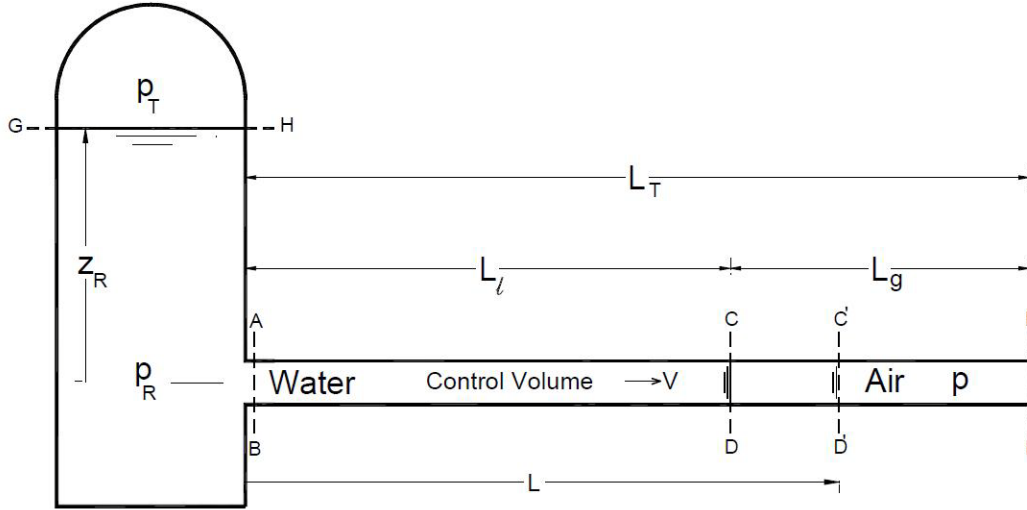 p_T
G
H
L_T
z_R
L_ℓ
L_g
A
C
C'
p_R
Water
Control Volume
V
Air
p
B
D
D'
L